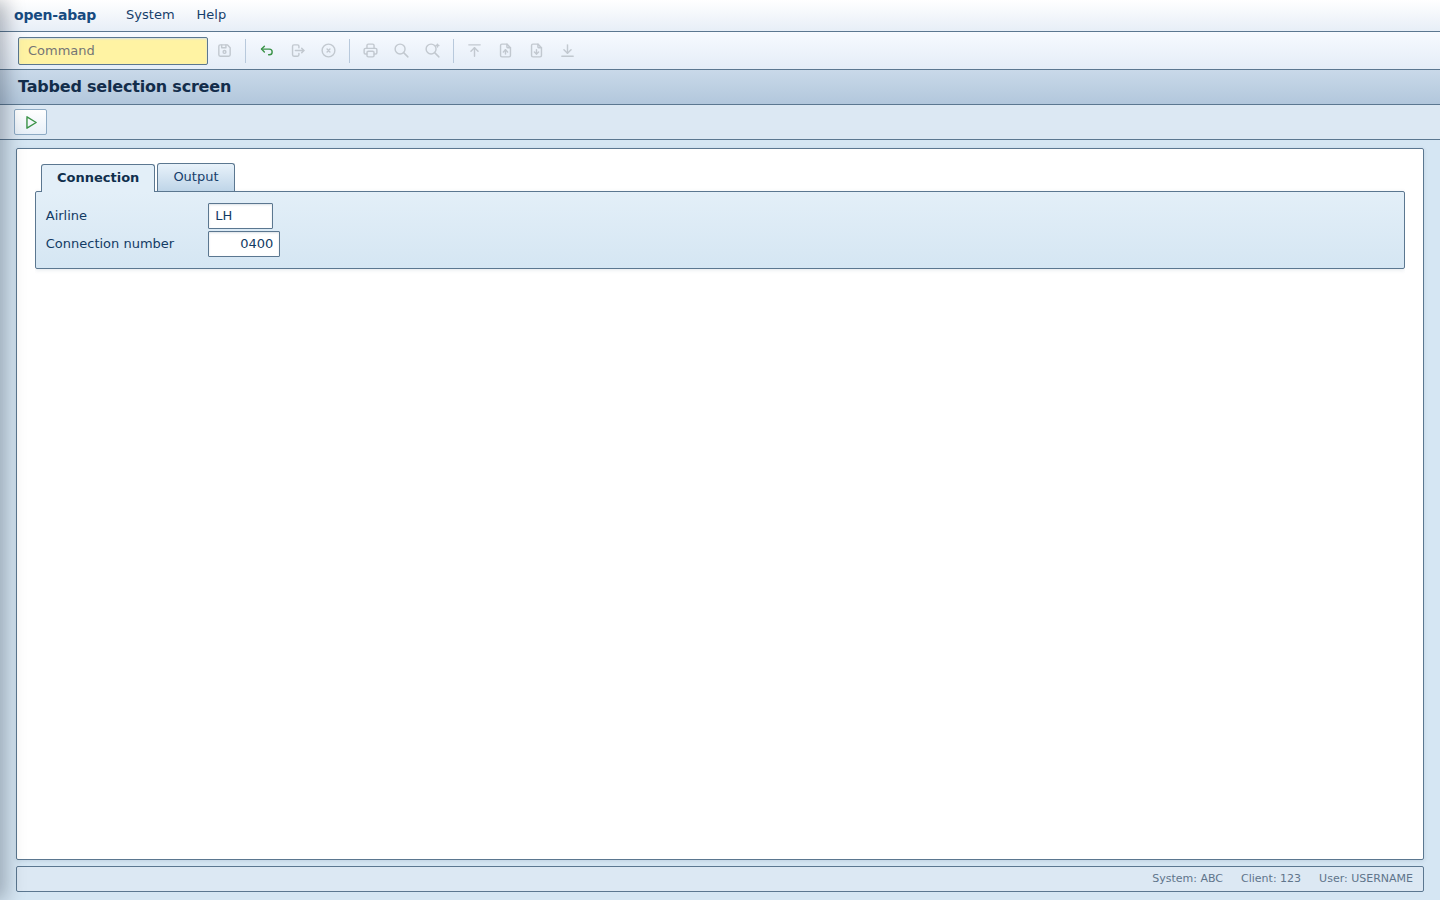 open-abap System Help
Command
Tabbed selection screen
Connection Output
Airline LH
Connection number 0400
System: ABC Client: 123 User: USERNAME